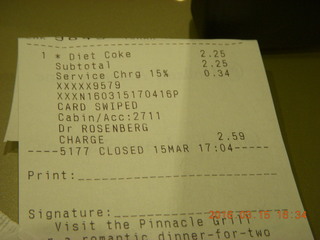 1 * Diet Coke 2.25
Subtotal 2.25
Service Chrg 15% 0.34
XXXXX9579
XXXN160315170416P
CARD SWIPED
Cabin/Acc:2711
Dr ROSENBERG
CHARGE 2.59
----5177 CLOSED 15MAR 17:04-----
Print:
Signature:
Visit the Pinnacle Grill
a romantic dinner-for-two